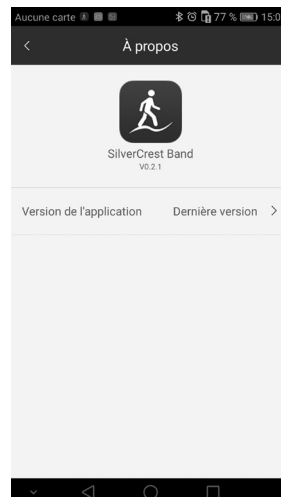 Aucune carte 77 % 15:0
À propos
SilverCrest Band
V0.2.1
Version de l'application Dernière version